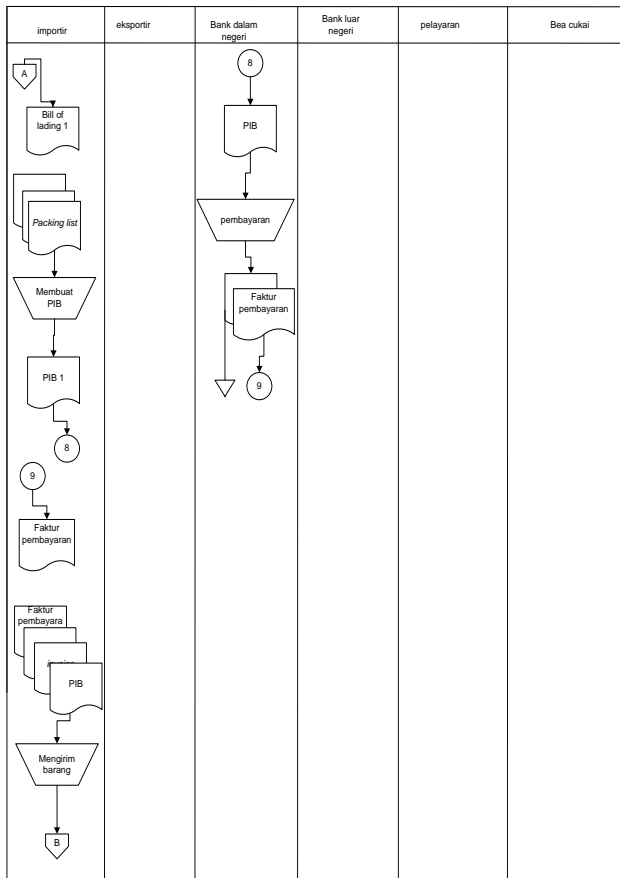 importir
eksportir
Bank dalam
negeri
Bank luar
negeri
pelayaran
Bea cukai
A
Bill of
lading 1
Packing list
Membuat
PIB
PIB 1
8
9
Faktur
pembayaran
Faktur
pembayara
PIB
Mengirim
barang
B
8
PIB
pembayaran
Faktur
pembayaran
9